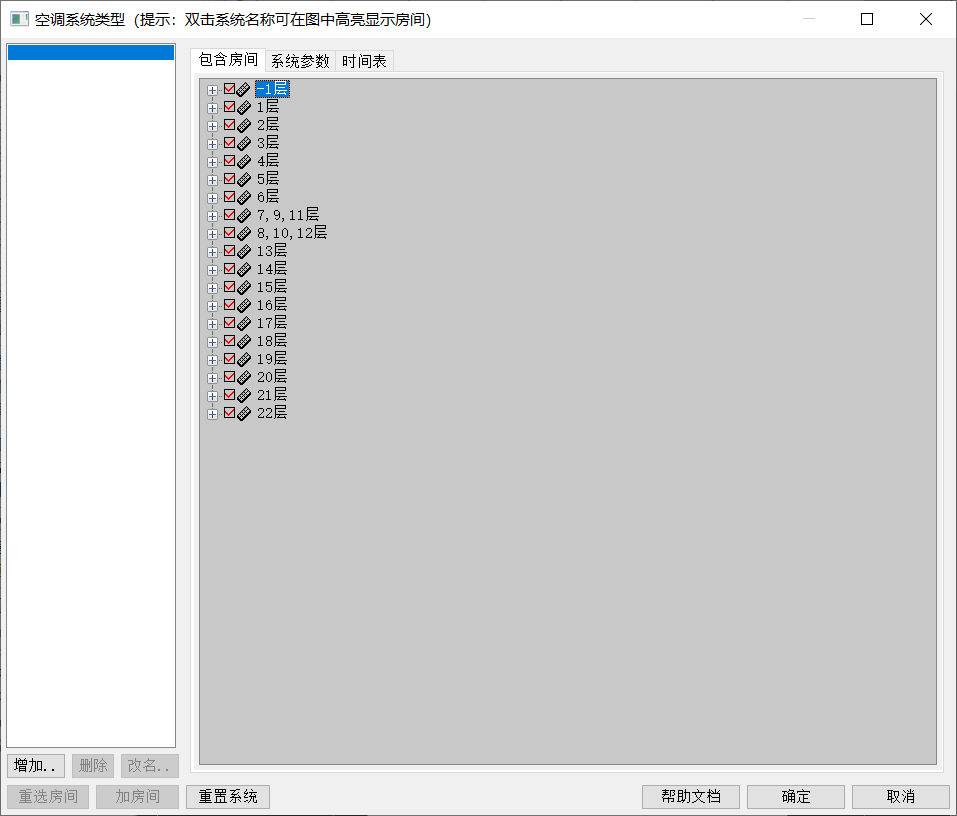 空调系统类型（提示：双击系统名称可在图中高亮显示房间）
包含房间 系统参数 时间表
-1层
1层
2层
3层
4层
5层
6层
7,9,11层
8,10,12层
13层
14层
15层
16层
17层
18层
19层
20层
21层
22层
增加.. 删除 改名..
重选房间 加房间 重置系统 帮助文档 确定 取消